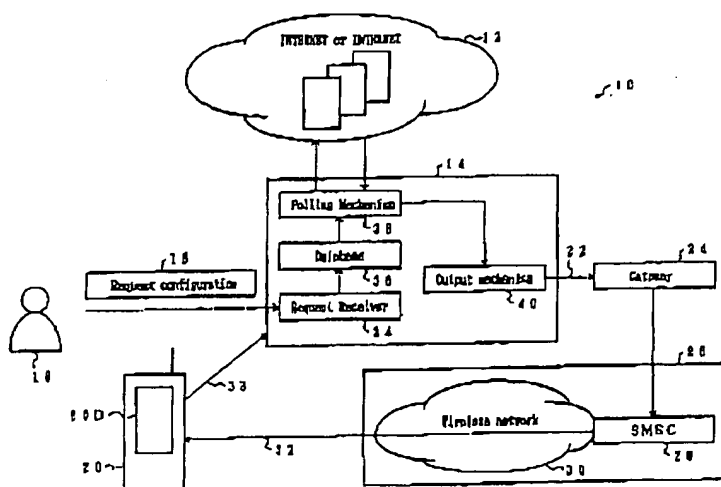 INTERNET or INTRANET
12
10
14
Polling Mechanism
38
Database
36
Request configuration
Request Receiver
34
Output mechanism
40
22
24
Gateway
18
33
26
20
32
Wireless network
SMSC
28
30